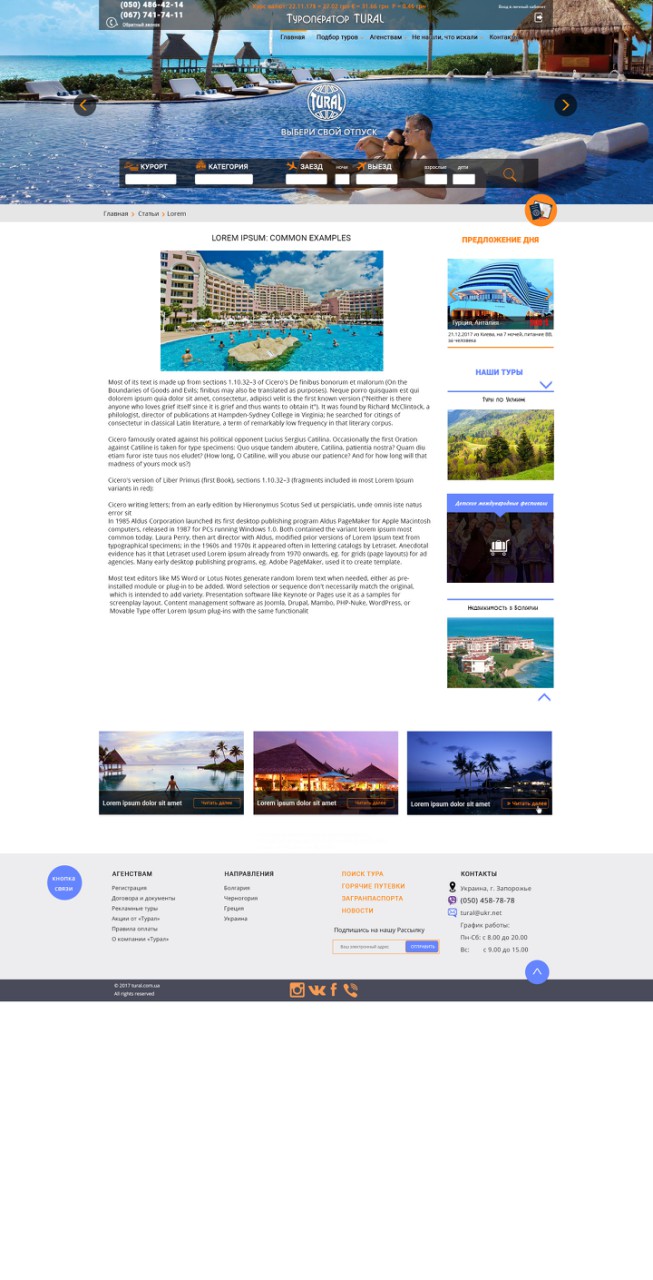 (050) 486-42-14
(067) 741-74-11
Обратный звонок
Туроператор TURAL
Вход в личный кабинет
Главная Подбор туров Агенствам Не нашли, что искали
TURAL
ВЫБЕРИ СВОЙ ОТПУСК
КУРОРТ КАТЕГОРИЯ ЗАЕЗД ночи ВЫЕЗД взрослые дети
Главная Статьи Lorem
LOREM IPSUM: COMMON EXAMPLES
Most of its text is made up from sections 1.10.32–3 of Cicero's De finibus bonorum et malorum (On the
Boundaries of Goods and Evils; finibus may also be translated as purposes). Neque porro quisquam est qui
dolorem ipsum quia dolor sit amet, consectetur, adipisci velit is the first known version ("Neither is there
anyone who loves grief itself since it is grief and thus wants to obtain it"). It was found by Richard McClintock, a
philologist, director of publications at Hampden-Sydney College in Virginia; he searched for citings of
consectetur in classical Latin literature, a term of remarkably low frequency in that literary corpus.
Cicero famously orated against his political opponent Lucius Sergius Catilina. Occasionally the first Oration
against Catiline is taken for type specimens: Quo usque tandem abutere, Catilina, patientia nostra? Quam diu
etiam furor iste tuus nos eludet? (How long, O Catiline, will you abuse our patience? And for how long will that
madness of yours mock us?)
Cicero's version of Liber Primus (first Book), sections 1.10.32–3 (fragments included in most Lorem Ipsum
variants in red):
Cicero writing letters; from an early edition by Hieronymus Scotus Sed ut perspiciatis, unde omnis iste natus
error sit
In 1985 Aldus Corporation launched its first desktop publishing program Aldus PageMaker for Apple Macintosh
computers, released in 1987 for PCs running Windows 1.0. Both contained the variant lorem ipsum most
common today. Laura Perry, then art director with Aldus, modified prior versions of Lorem Ipsum text from
typographical specimens; in the 1960s and 1970s it appeared often in lettering catalogs by Letraset. Anecdotal
evidence has it that Letraset used Lorem ipsum already from 1970 onwards, eg. for grids (page layouts) for ad
agencies. Many early desktop publishing programs, eg. Adobe PageMaker, used it to create template.
Most text editors like MS Word or Lotus Notes generate random lorem text when needed, either as pre-
installed module or plug-in to be added. Word selection or sequence don't necessarily match the original,
which is intended to add variety. Presentation software like Keynote or Pages use it as a samples for
screenplay layout. Content management software as Joomla, Drupal, Mambo, PHP-Nuke, WordPress, or
Movable Type offer Lorem Ipsum plug-ins with the same functionalit
ПРЕДЛОЖЕНИЕ ДНЯ
Турция, Анталия
21.12.2017 из Киева, на 7 ночей, питание BB,
за человека
НАШИ ТУРЫ
Туры по Украине
Детские международные фестивали
Недвижимость в Болгарии
Lorem ipsum dolor sit amet Читать далее
Lorem ipsum dolor sit amet Читать далее
Lorem ipsum dolor sit amet » Читать далее
кнопка
связи
АГЕНСТВАМ
Регистрация
Договора и документы
Рекламные туры
Акции от «Турал»
Правила оплаты
О компании «Турал»
НАПРАВЛЕНИЯ
Болгария
Черногория
Греция
Украина
ПОИСК ТУРА
ГОРЯЧИЕ ПУТЕВКИ
ЗАГРАНПАСПОРТА
НОВОСТИ
Подпишись на нашу Рассылку
Ваш электронный адрес ОТПРАВИТЬ
КОНТАКТЫ
Украина, г. Запорожье
(050) 458-78-78
tural@ukr.net
График работы:
Пн-Сб: с 8.00 до 20.00
Вс: с 9.00 до 15.00
© 2017 tural.com.ua
All rights reserved